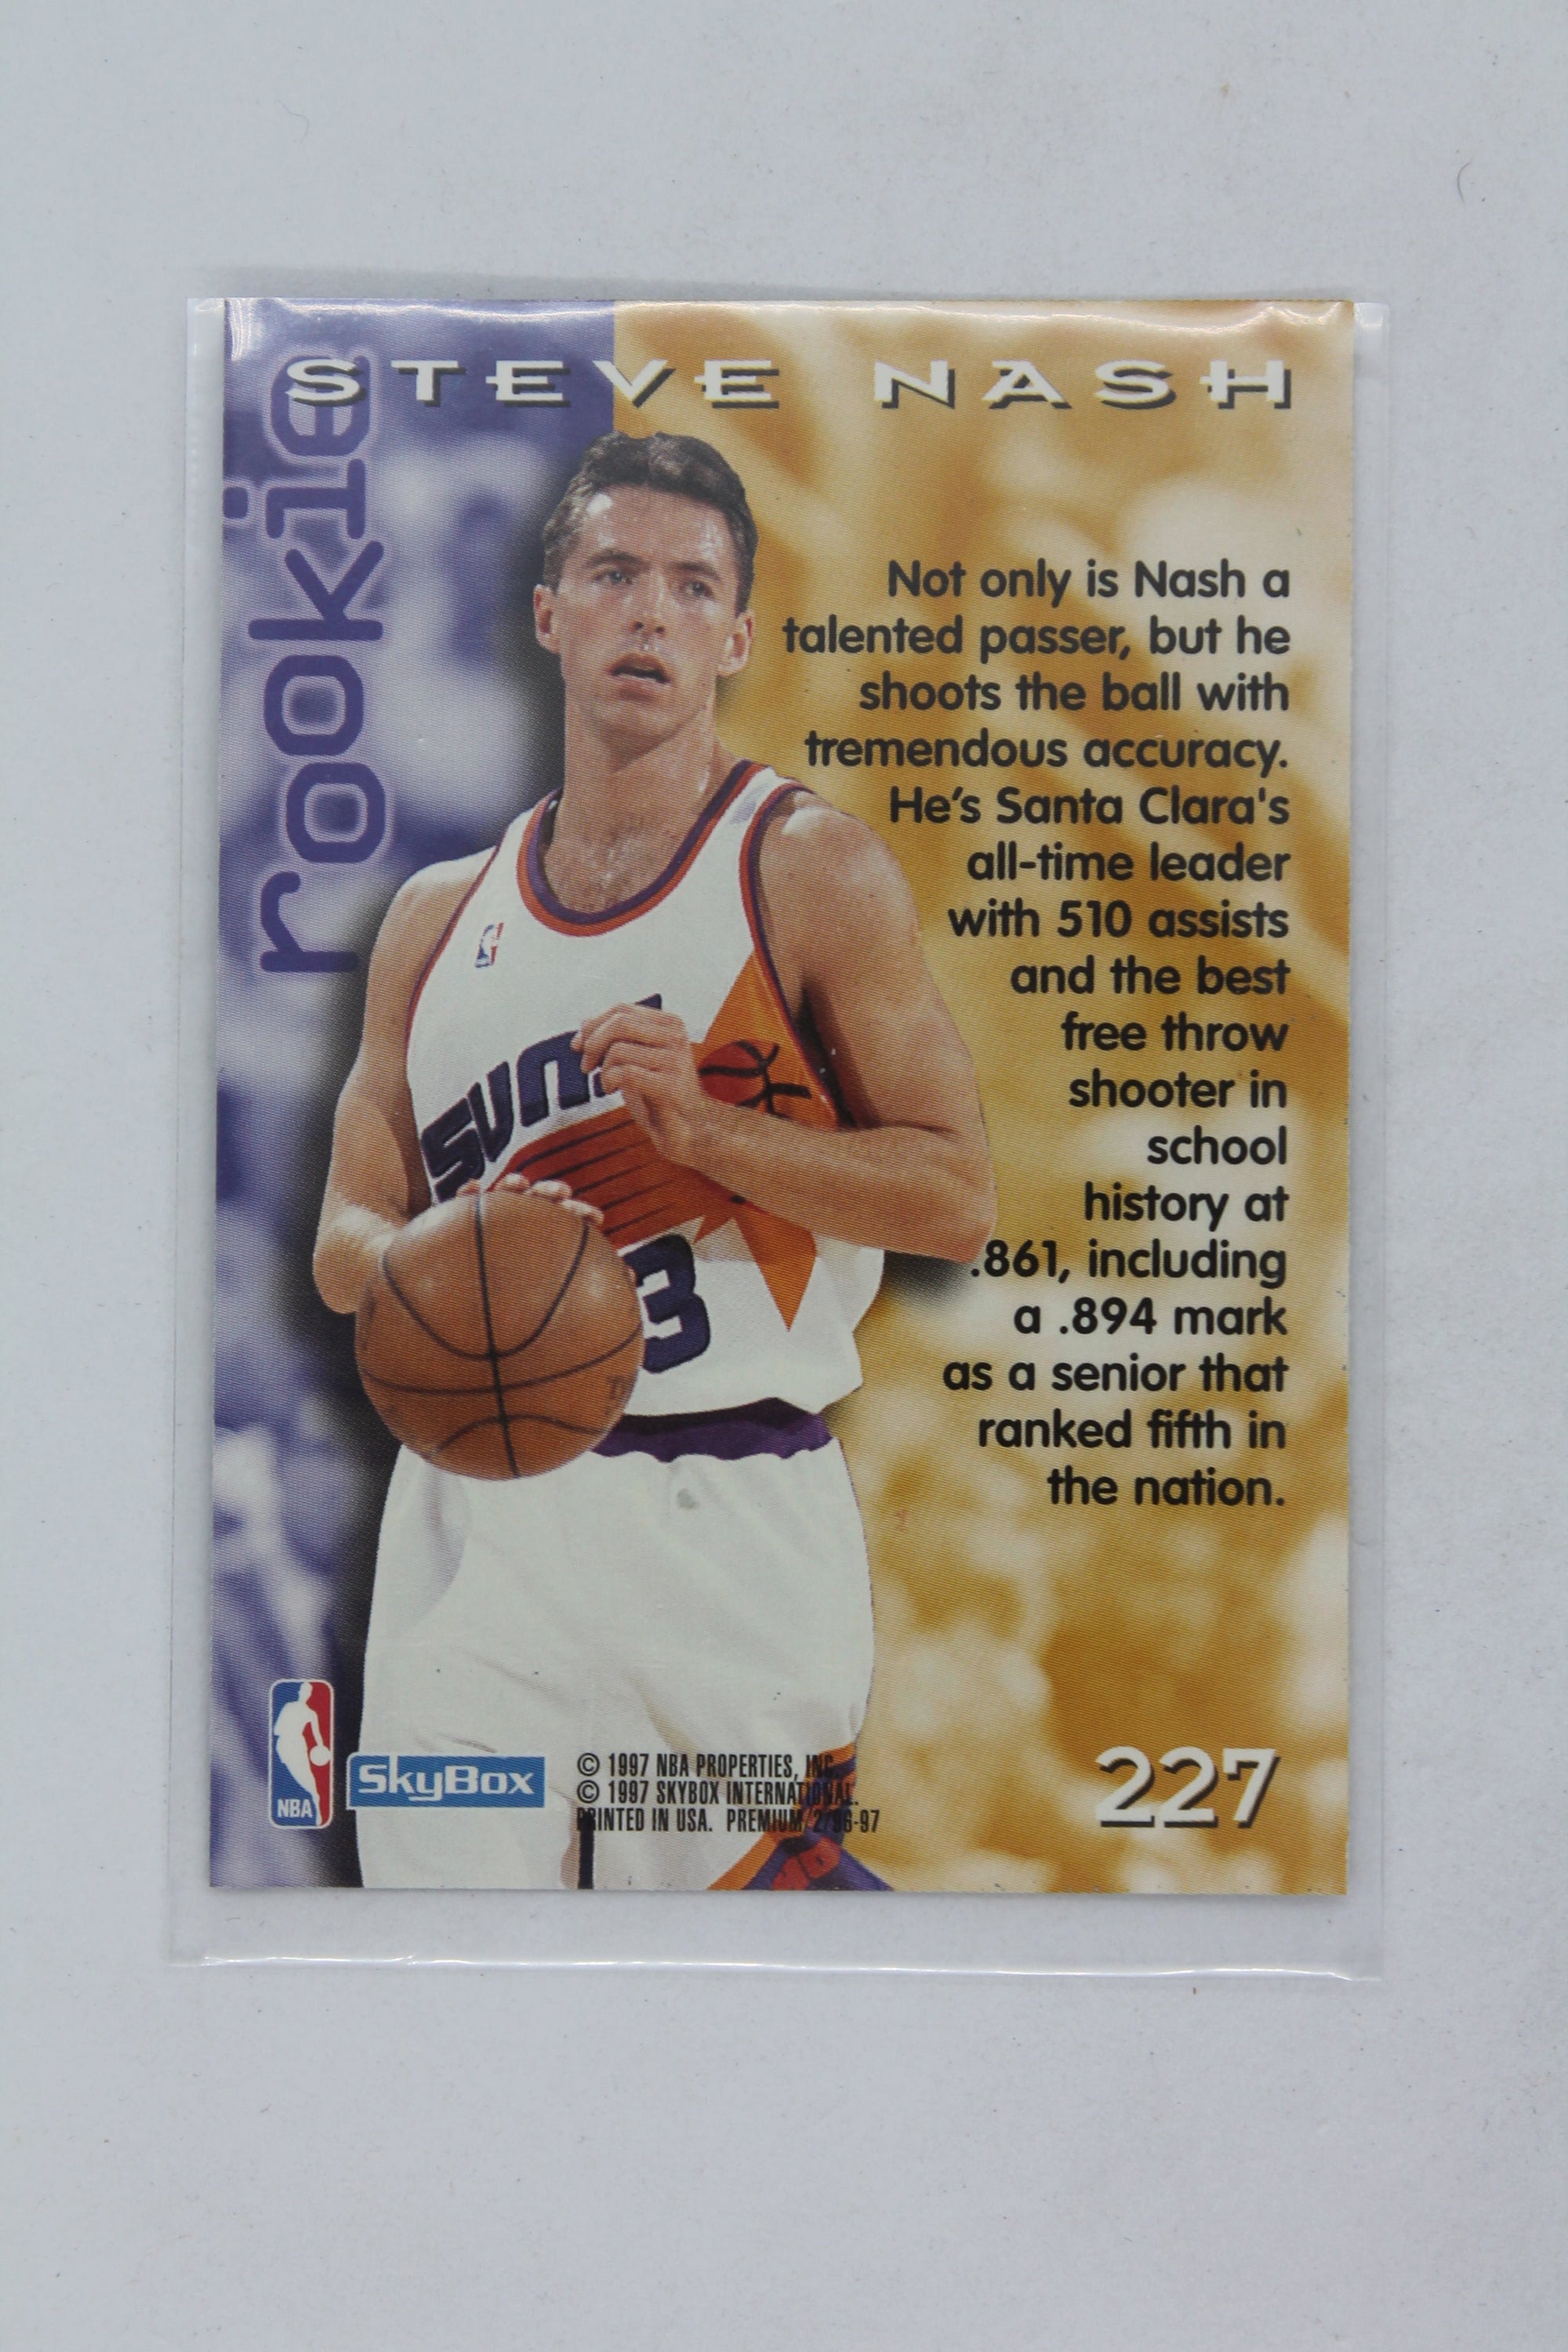 STEVE NASH
rookie
Not only is Nash a
talented passer, but he
shoots the ball with
tremendous accuracy.
He's Santa Clara's
all-time leader
with 510 assists
and the best
free throw
shooter in
school
history at
.861, including
a .894 mark
as a senior that
ranked fifth in
the nation.
SUNS
3
NBA
SkyBox
© 1997 NBA PROPERTIES, INC.
© 1997 SKYBOX INTERNATIONAL.
PRINTED IN USA. PREMIUM/2/96-97
227